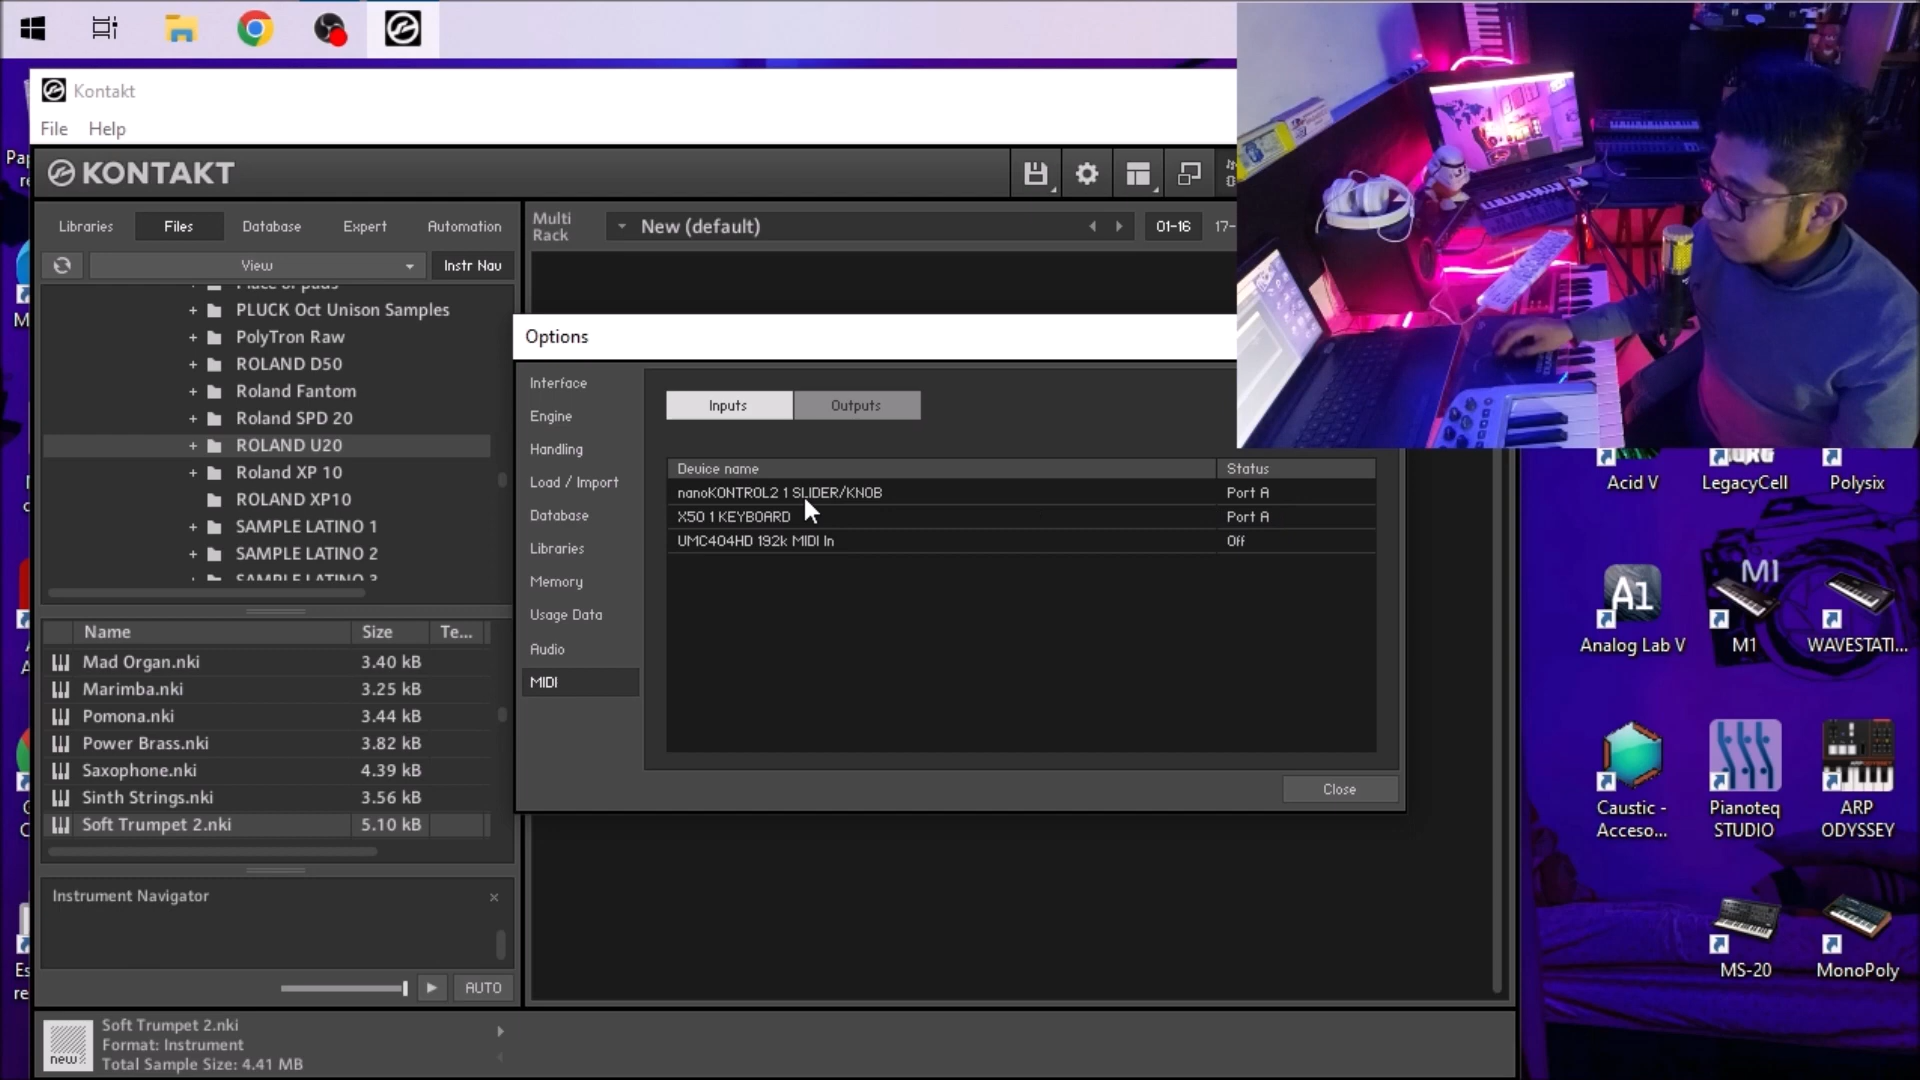 Kontakt
File Help
KONTAKT
Libraries Files Database Expert Automation
View Instr Nav
PLUCK Oct Unison Samples
PolyTron Raw
ROLAND D50
Roland Fantom
Roland SPD 20
ROLAND U20
Roland XP 10
ROLAND XP10
SAMPLE LATINO 1
SAMPLE LATINO 2
SAMPLE LATINO 3
Name Size Te...
Mad Organ.nki 3.40 kB
Marimba.nki 3.25 kB
Pomona.nki 3.44 kB
Power Brass.nki 3.82 kB
Saxophone.nki 4.39 kB
Sinth Strings.nki 3.56 kB
Soft Trumpet 2.nki 5.10 kB
Instrument Navigator
AUTO
new
Soft Trumpet 2.nki
Format: Instrument
Total Sample Size: 4.41 MB
Multi
Rack
New (default) 01-16 17-
Options
Interface
Engine
Handling
Load / Import
Database
Libraries
Memory
Usage Data
Audio
MIDI
Inputs Outputs
Device name Status
nanoKONTROL2 1 SLIDER/KNOB Port A
X50 1 KEYBOARD Port A
UMC404HD 192k MIDI In Off
Close
Acid V LegacyCell Polysix
A1
M1
Analog Lab V M1 WAVESTATI...
Caustic -
Acceso...
Pianoteq
STUDIO
ARP
ODYSSEY
MS-20 MonoPoly